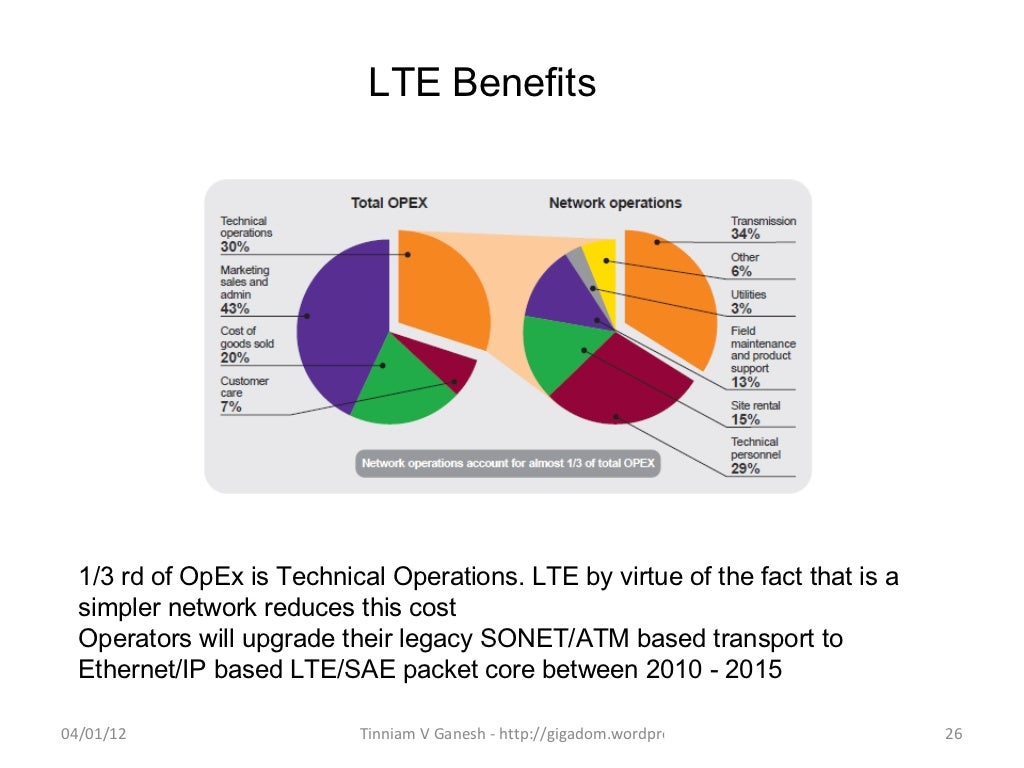 LTE Benefits
Total OPEX
Technical
operations
30%
Marketing
sales and
admin
43%
Cost of
goods sold
20%
Customer
care
7%
Network operations
Transmission
34%
Other
6%
Utilities
3%
Field
maintenance
and product
support
13%
Site rental
15%
Technical
personnel
29%
Network operations account for almost 1/3 of total OPEX
1/3 rd of OpEx is Technical Operations. LTE by virtue of the fact that is a
simpler network reduces this cost
Operators will upgrade their legacy SONET/ATM based transport to
Ethernet/IP based LTE/SAE packet core between 2010 - 2015
04/01/12
Tinniam V Ganesh - http://gigadom.wordpre
26